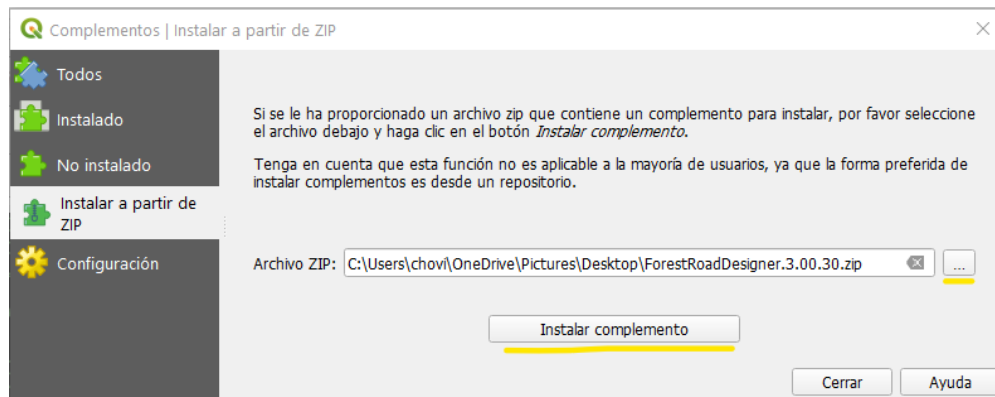 Complementos | Instalar a partir de ZIP
Todos
Instalado
No instalado
Instalar a partir de
ZIP
Configuración
Si se le ha proporcionado un archivo zip que contiene un complemento para instalar, por favor seleccione
el archivo debajo y haga clic en el botón Instalar complemento.
Tenga en cuenta que esta función no es aplicable a la mayoría de usuarios, ya que la forma preferida de
instalar complementos es desde un repositorio.
Archivo ZIP: C:\Users\chovi\OneDrive\Pictures\Desktop\ForestRoadDesigner.3.00.30.zip ...
Instalar complemento
Cerrar Ayuda